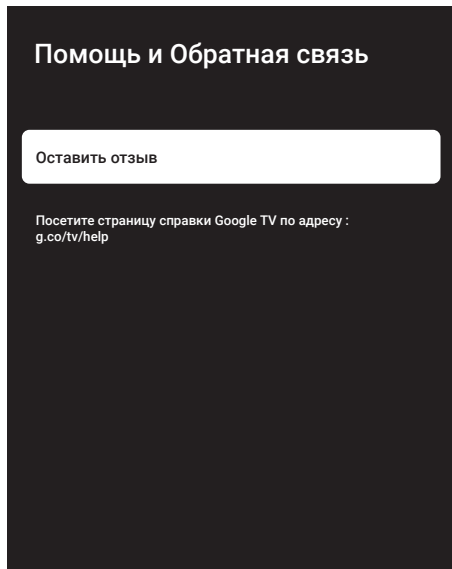 Помощь и Обратная связь
Оставить отзыв
Посетите страницу справки Google TV по адресу :
g.co/tv/help